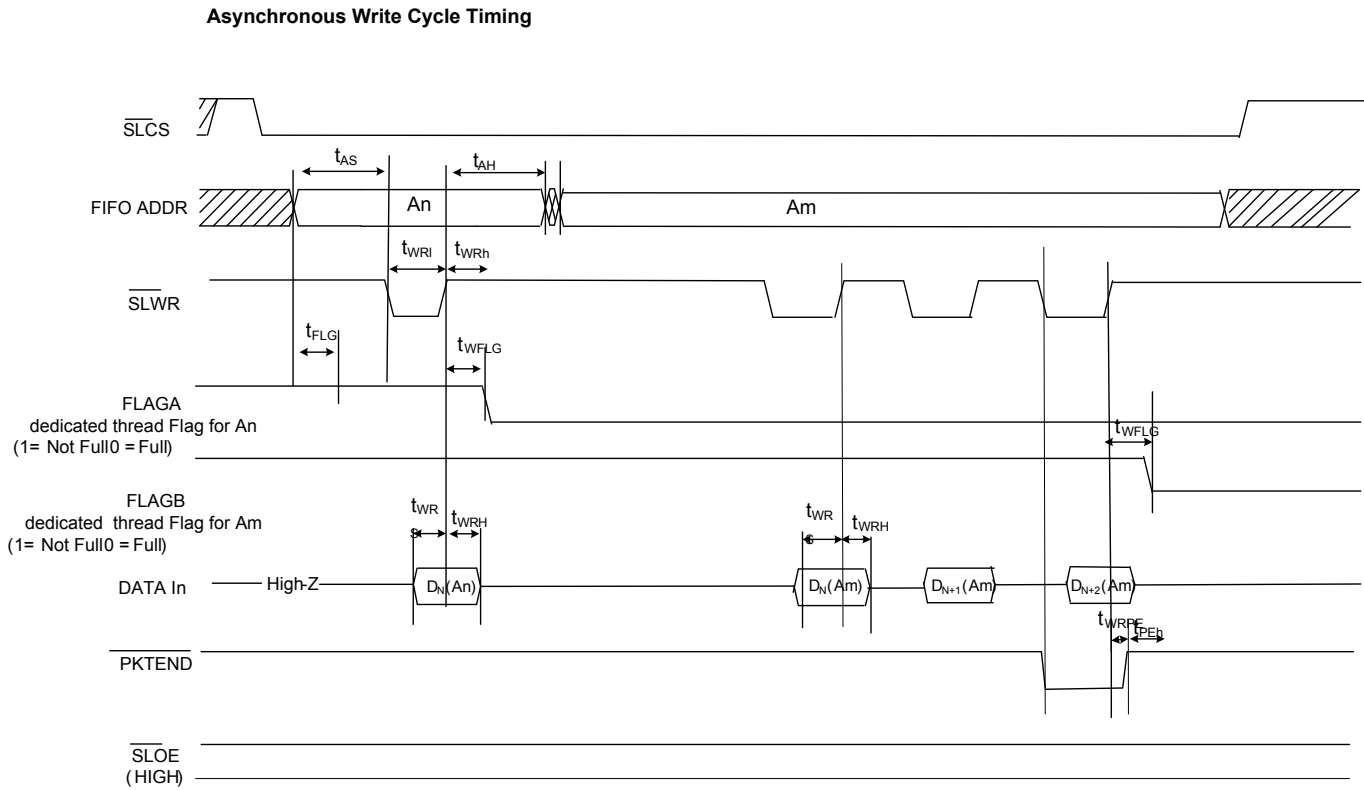 Asynchronous Write Cycle Timing
SLCS
tAS
tAH
FIFO ADDR
An
Am
tWRl
tWRh
SLWR
tFLG
tWFLG
FLAGA
dedicated thread Flag for An
(1= Not Full0 = Full)
tWFLG
FLAGB
dedicated thread Flag for Am
(1= Not Full0 = Full)
tWR
S
tWRH
tWR
S
tWRH
DATA In
High-Z
DN(An)
DN(Am)
DN+1(Am)
DN+2(Am)
tWRPE
tPEh
PKTEND
SLOE
(HIGH)